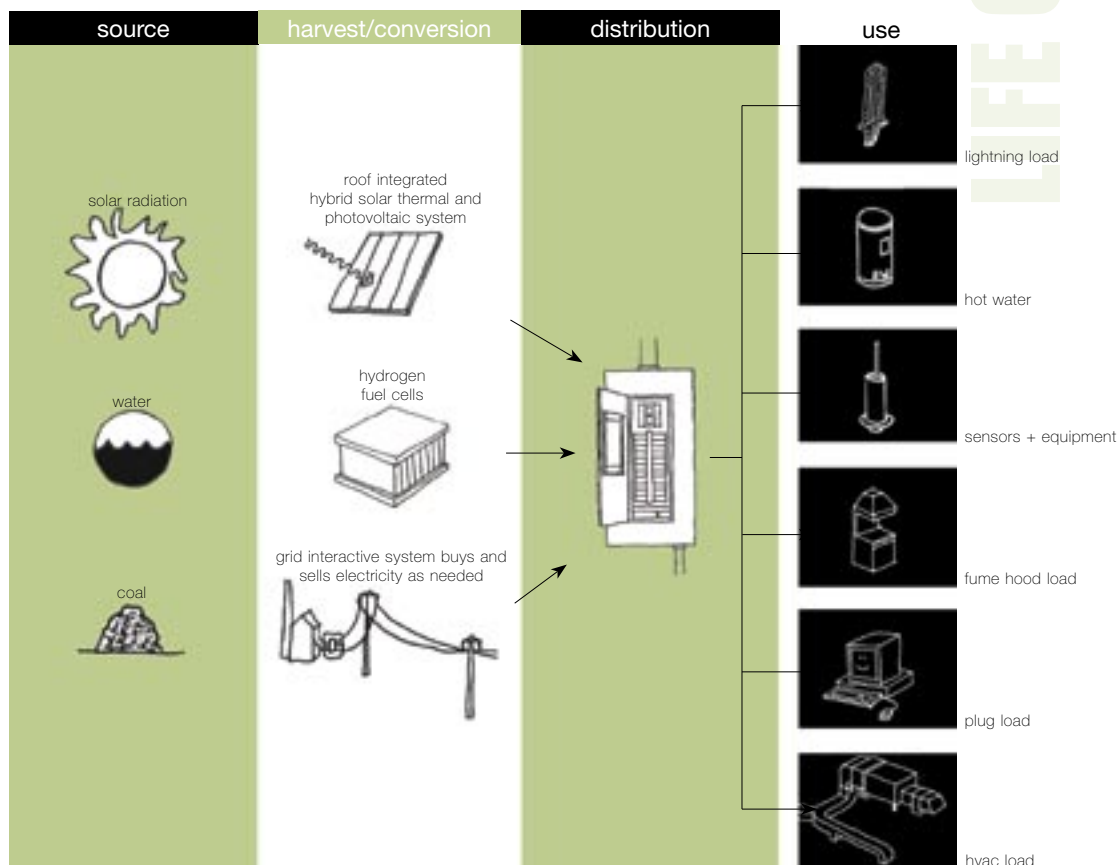 source
harvest/conversion
distribution
use
solar radiation
water
coal
roof integrated
hybrid solar thermal and
photovoltaic system
hydrogen
fuel cells
grid interactive system buys and
sells electricity as needed
lightning load
hot water
sensors + equipment
fume hood load
plug load
hvac load
LIFE